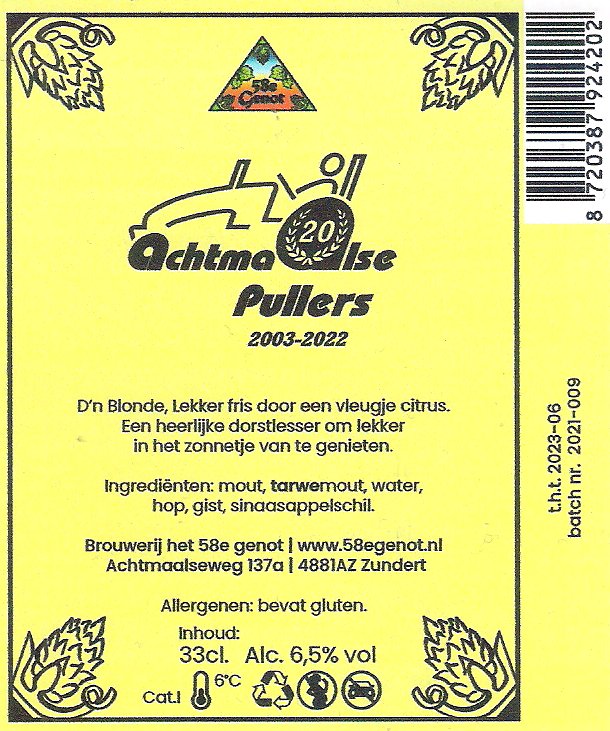 58e
Genot
20
Achtmaalse
Pullers
2003-2022
D'n Blonde, Lekker fris door een vleugje citrus.
Een heerlijke dorstlesser om lekker
in het zonnetje van te genieten.
Ingrediënten: mout, tarwemout, water,
hop, gist, sinaasappelschil.
Brouwerij het 58e genot | www.58egenot.nl
Achtmaalseweg 137a | 4881AZ Zundert
Allergenen: bevat gluten.
Inhoud:
33cl. Alc. 6,5% vol
Cat.I 6°C
8 720387 924202
t.h.t. 2023-06
batch nr. 2021-009